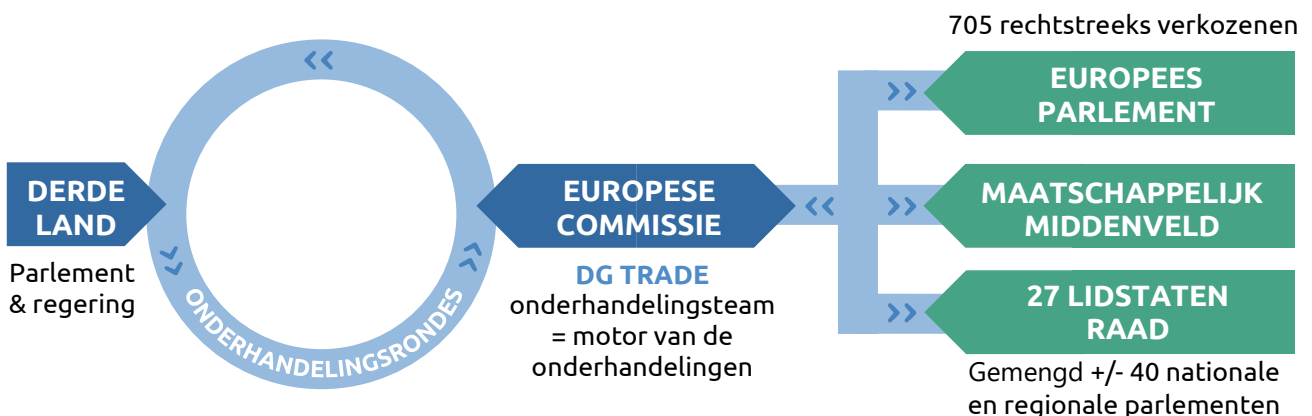 DERDE
LAND
Parlement
& regering
ONDERHANDELINGSRONDES
EUROPESE
COMMISSIE
DG TRADE
onderhandelingsteam
= motor van de
onderhandelingen
705 rechtstreeks verkozenen
EUROPEES
PARLEMENT
MAATSCHAPPELIJK
MIDDENVELD
27 LIDSTATEN
RAAD
Gemengd +/- 40 nationale
en regionale parlementen